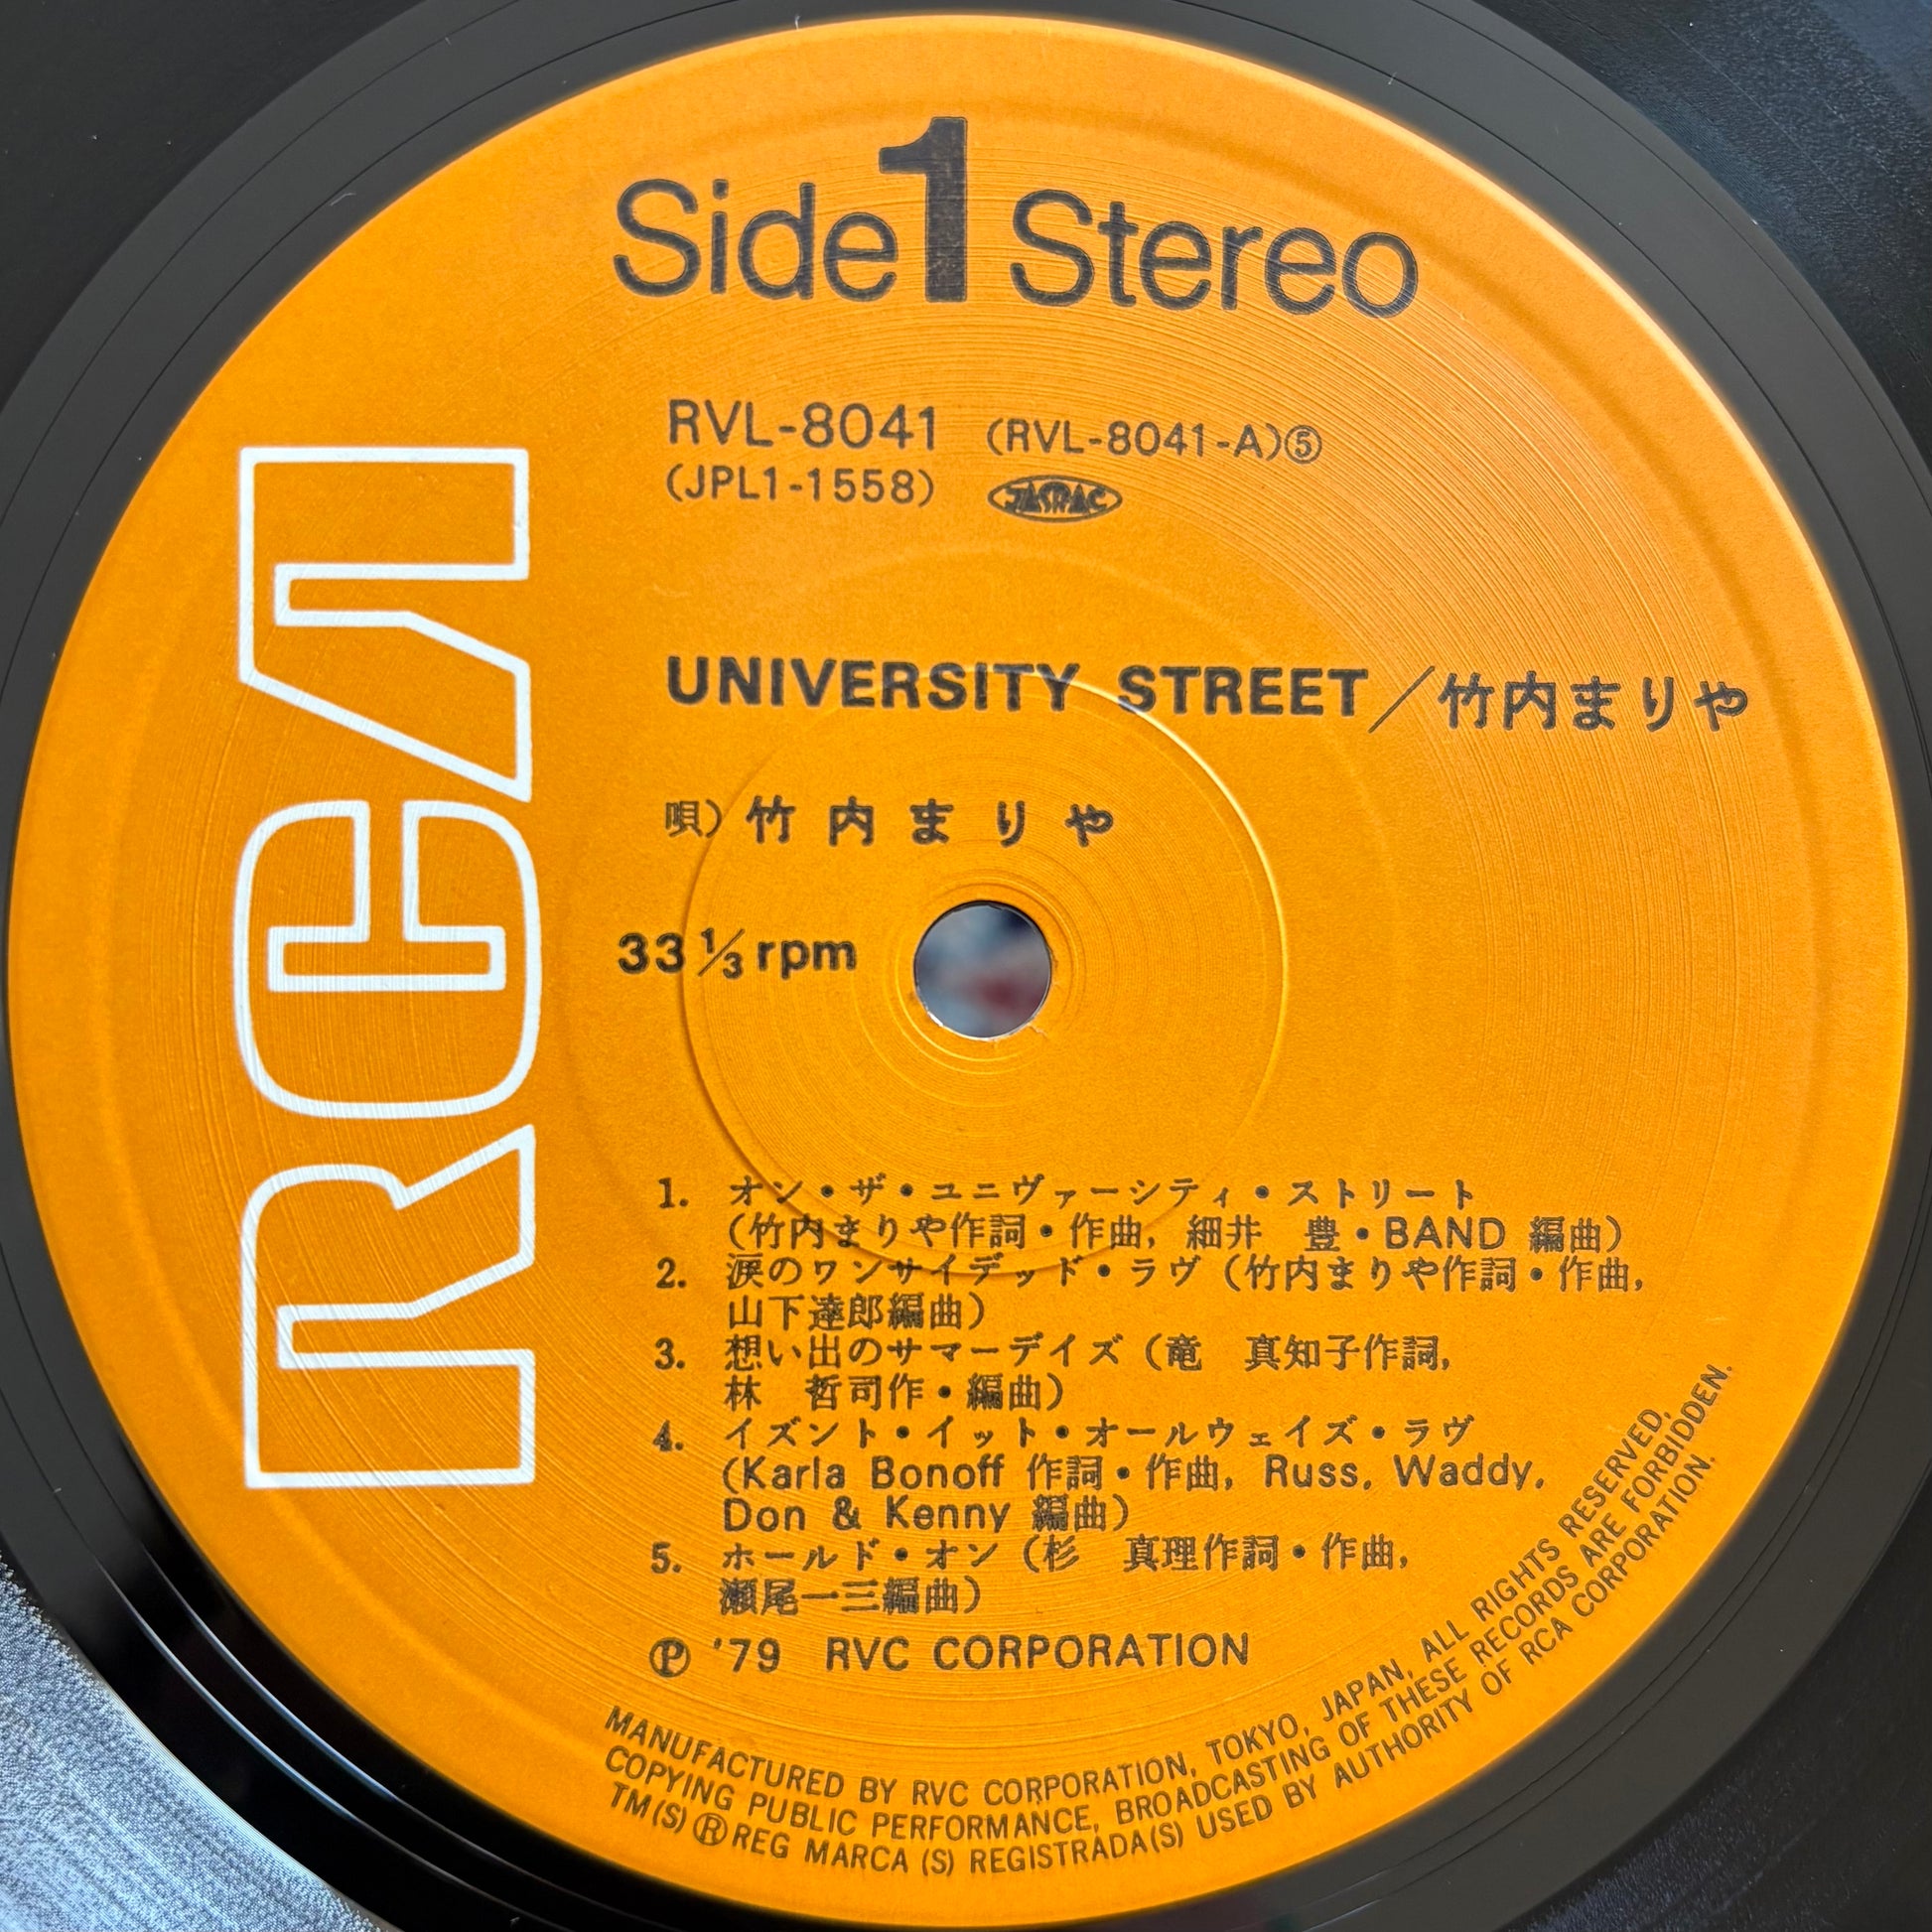 Side 1 Stereo
RVL-8041 (RVL-8041-A)⑤
(JPL1-1558) JASRAC
RCA
UNIVERSITY STREET/竹内まりや
唄)竹内まりや
33 1/3 rpm
1. オン・ザ・ユニヴァーシティ・ストリート
(竹内まりや作詞・作曲, 細井 豊・BAND 編曲)
2. 涙のワンサイデッド・ラヴ (竹内まりや作詞・作曲,
山下達郎編曲)
3. 想い出のサマーデイズ (竜 真知子作詞,
林 哲司作・編曲)
4. イズント・イット・オールウェイズ・ラヴ
(Karla Bonoff 作詞・作曲, Russ, Waddy,
Don & Kenny 編曲)
5. ホールド・オン (杉 真理作詞・作曲,
瀬尾一三編曲)
Ⓟ '79 RVC CORPORATION
MANUFACTURED BY RVC CORPORATION, TOKYO, JAPAN, ALL RIGHTS RESERVED,
COPYING PUBLIC PERFORMANCE, BROADCASTING OF THESE RECORDS ARE FORBIDDEN.
TM(S) ® REG MARCA (S) REGISTRADA(S) USED BY AUTHORITY OF RCA CORPORATION.